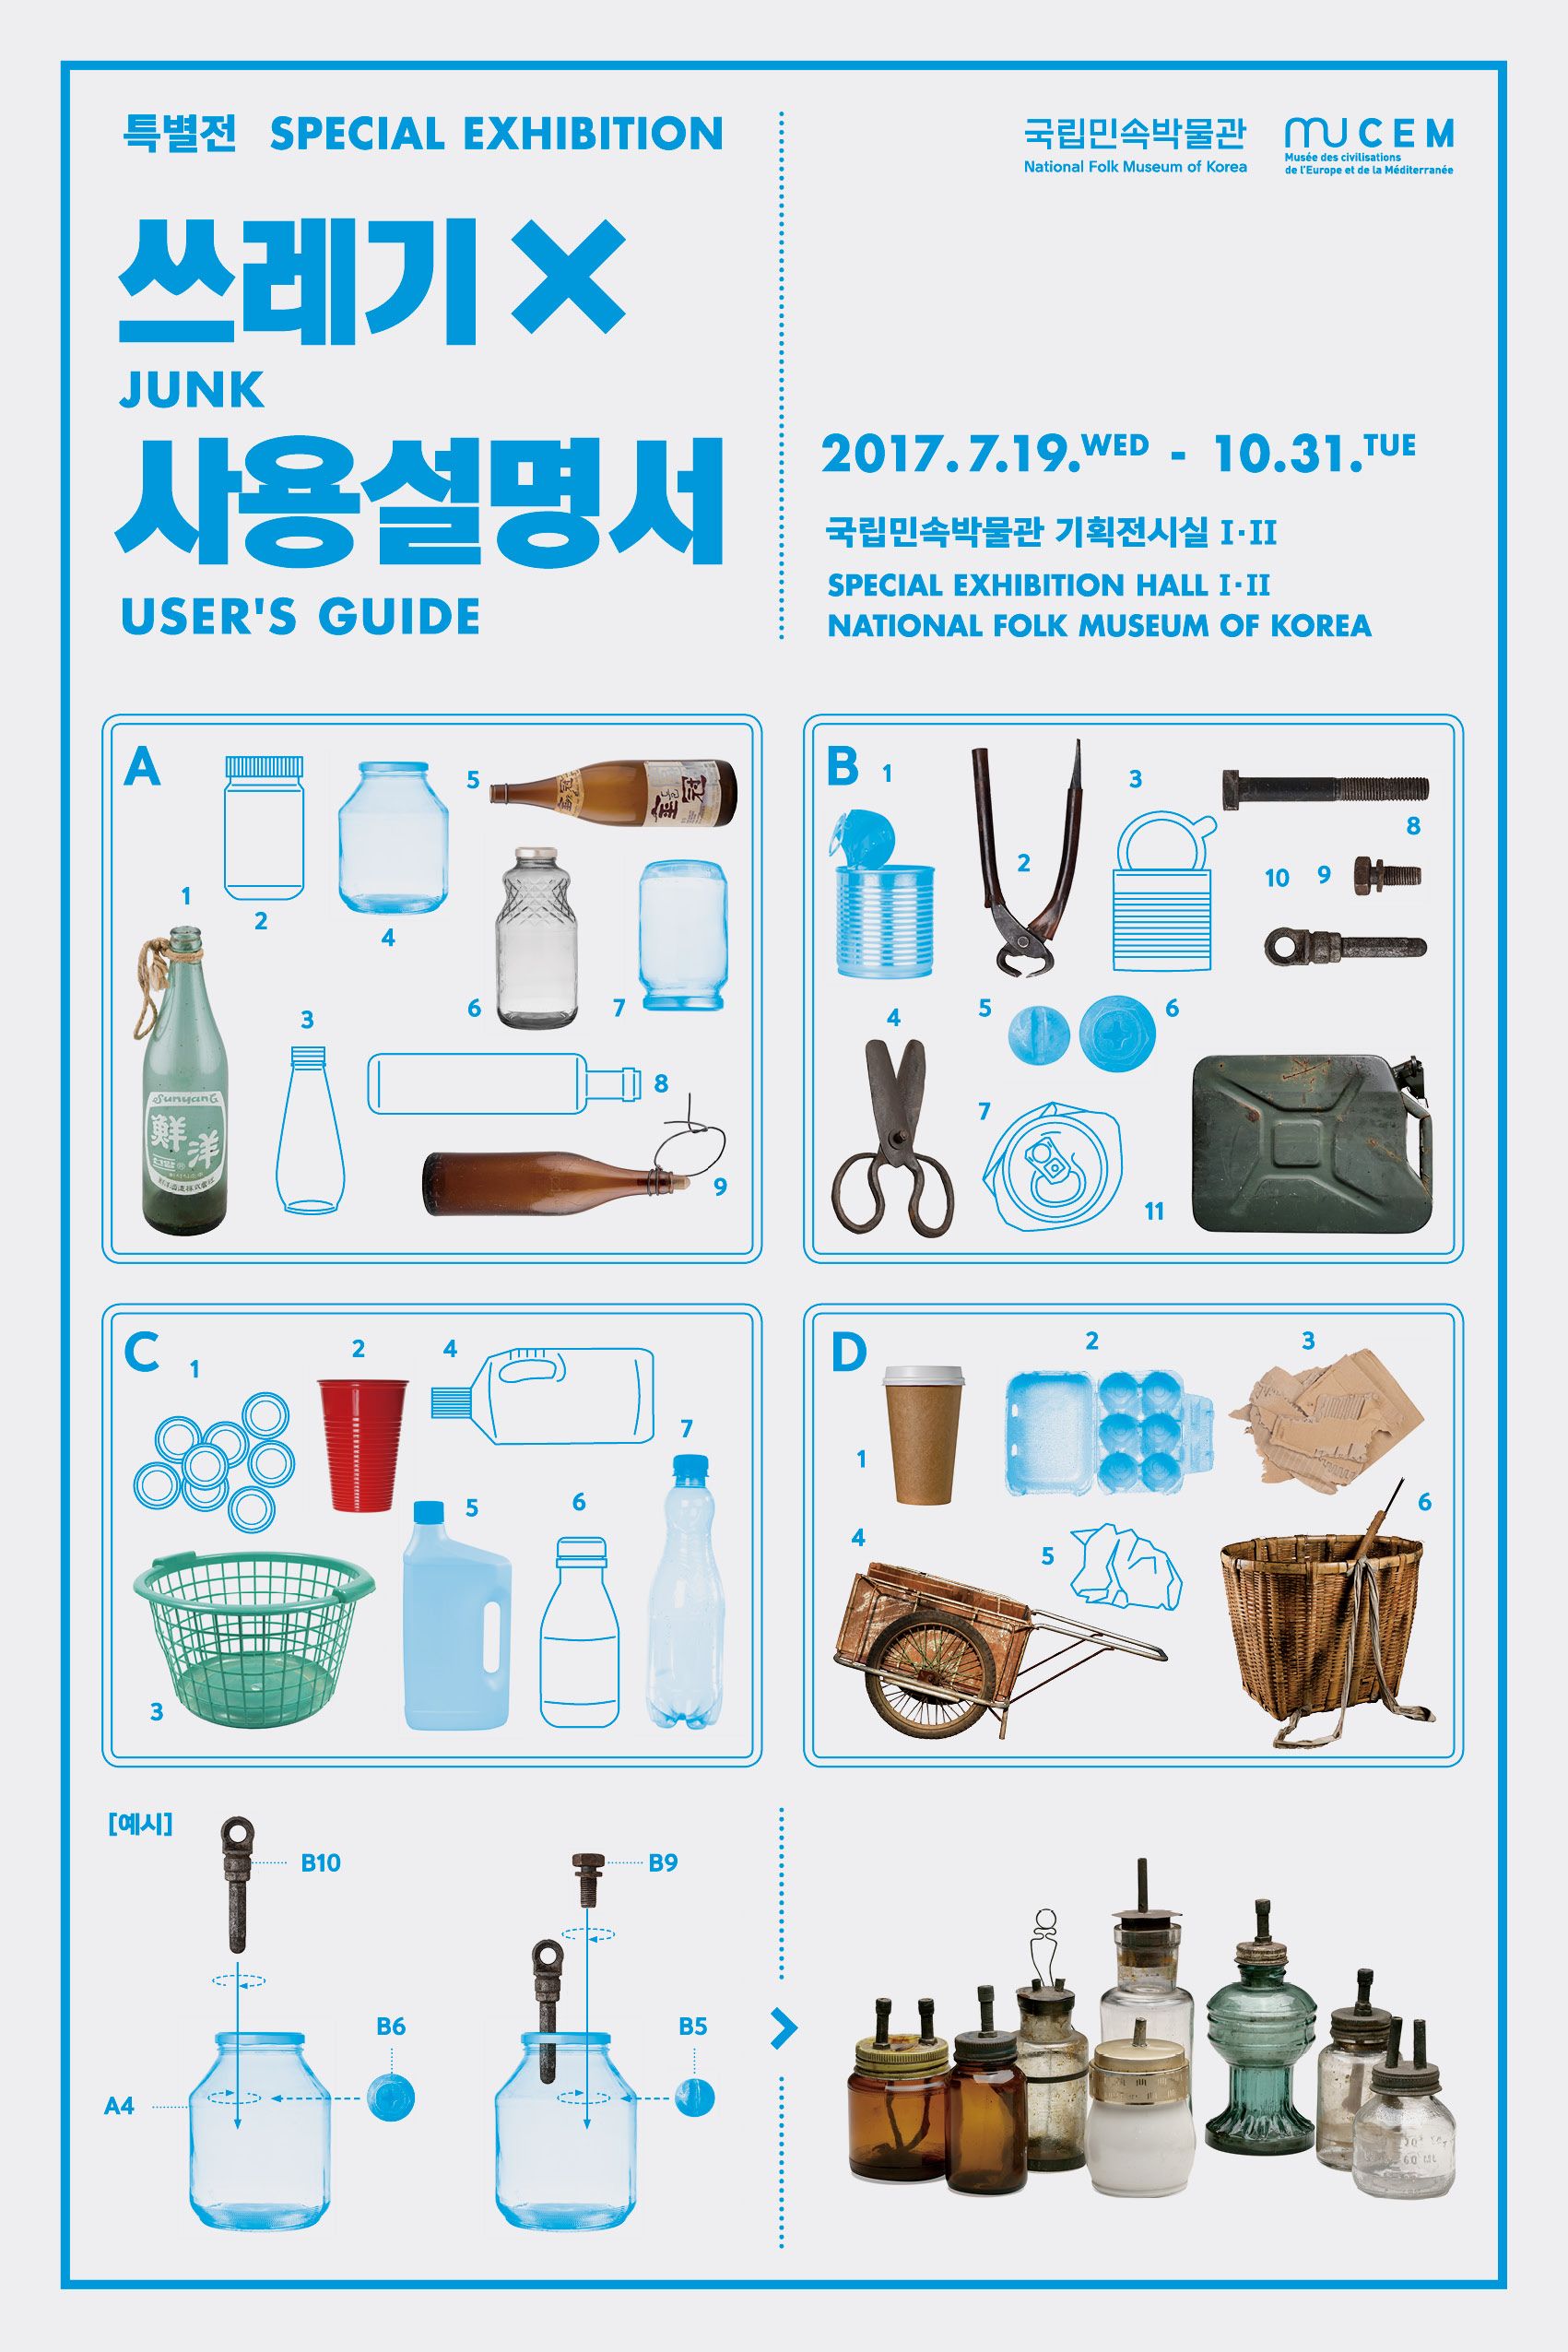 특별전 SPECIAL EXHIBITION
국립민속박물관
National Folk Museum of Korea
MUCEM
Musée des civilisations
de l'Europe et de la Méditerranée
쓰레기×
JUNK
사용설명서
USER'S GUIDE
2017.7.19.WED - 10.31.TUE
국립민속박물관 기획전시실 I·II
SPECIAL EXHIBITION HALL I·II
NATIONAL FOLK MUSEUM OF KOREA
A
1
2
3
4
5
金冠
6
7
8
9
SunyanG
鮮洋
B
1
2
3
4
5
6
7
8
9
10
11
C
1
2
3
4
5
6
7
D
1
2
3
4
5
6
[예시]
B10
B9
B6
B5
A4
60 ML